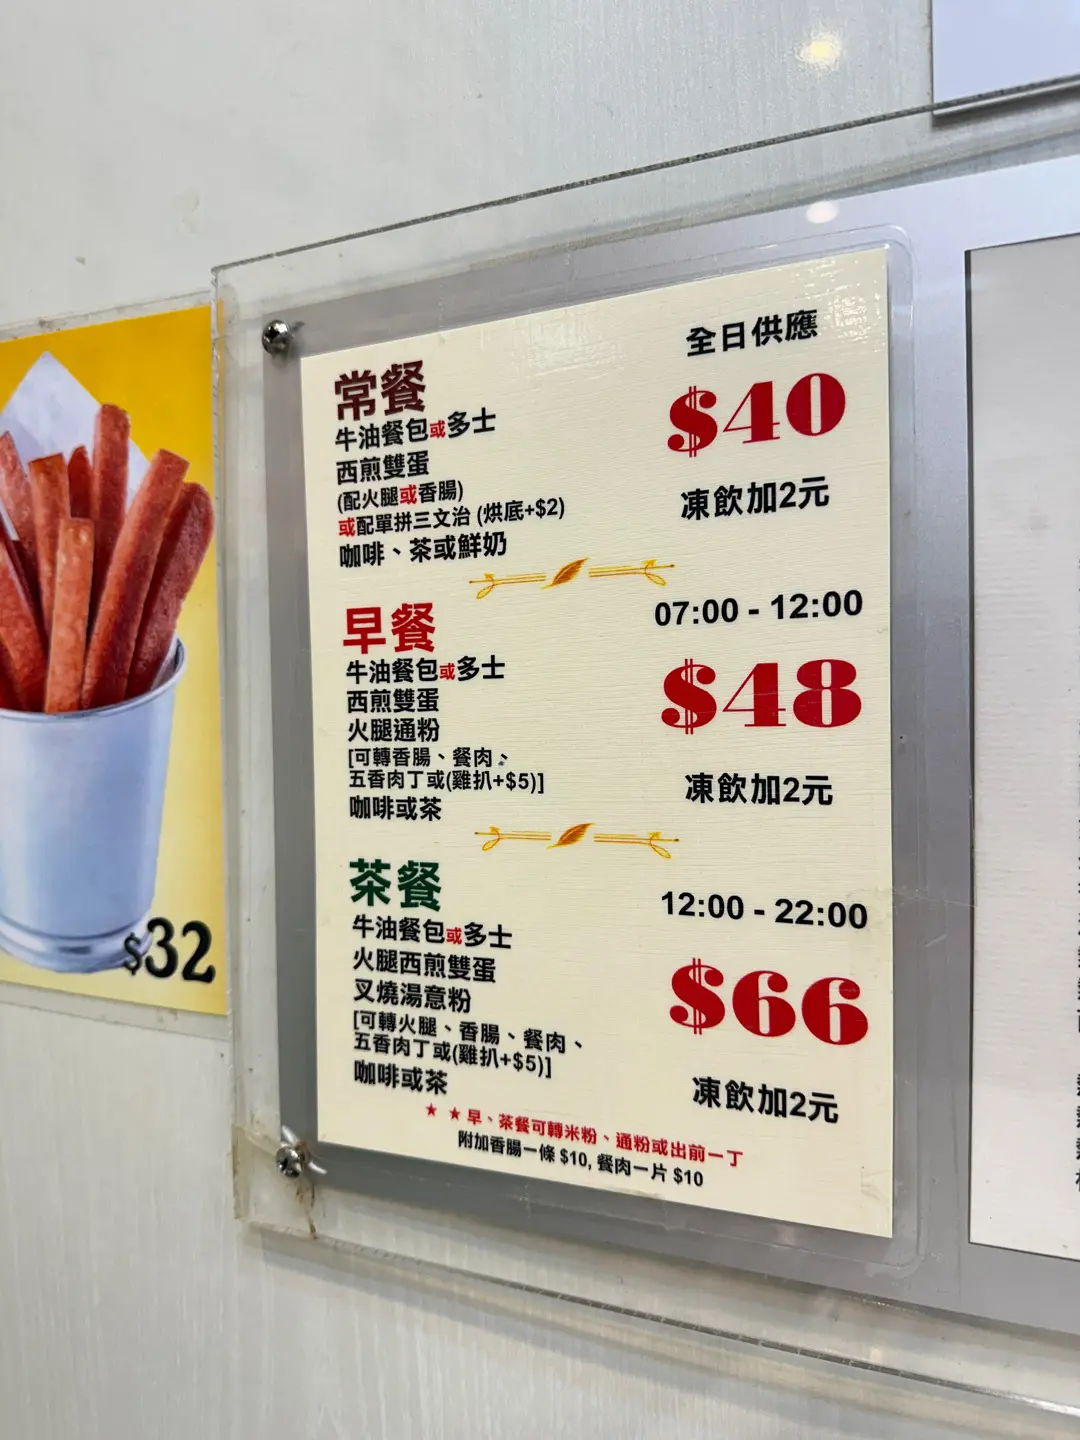 全日供應
常餐
$40
牛油餐包或多士
西煎雙蛋
(配火腿或香腸)
凍飲加2元
或配單拼三文治 (烘底+$2)
咖啡、茶或鮮奶
早餐
07:00 - 12:00
牛油餐包或多士
$48
西煎雙蛋
火腿通粉
[可轉香腸、餐肉、
五香肉丁或(雞扒+$5)]
凍飲加2元
咖啡或茶
茶餐
12:00 - 22:00
牛油餐包或多士
火腿西煎雙蛋
$66
叉燒湯意粉
[可轉火腿、香腸、餐肉、
五香肉丁或(雞扒+$5)]
咖啡或茶
凍飲加2元
★ ★早、茶餐可轉米粉、通粉或出前一丁
附加香腸一條 $10, 餐肉一片 $10
$32